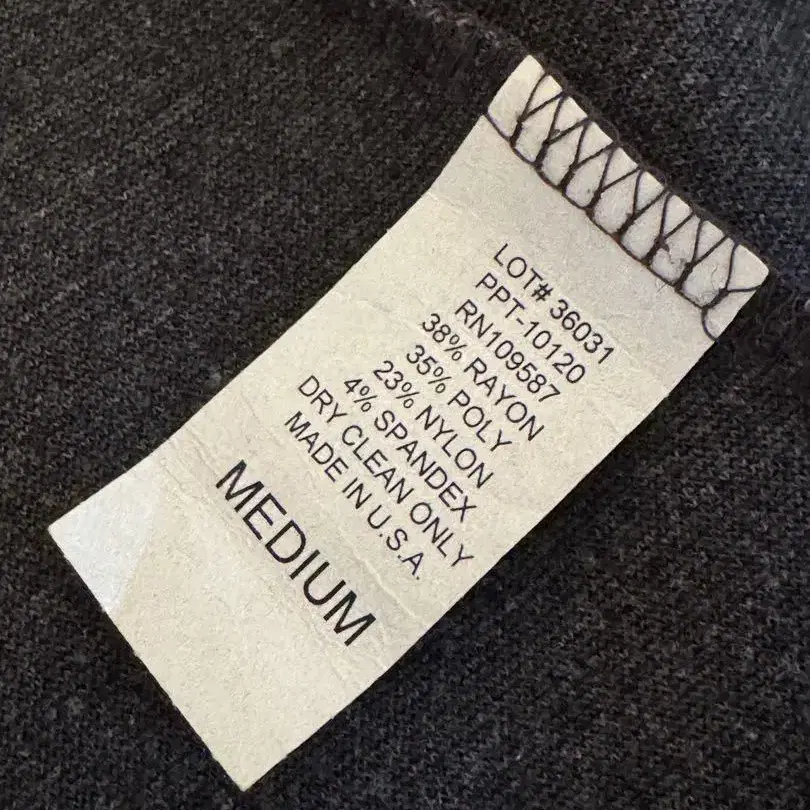 LOT# 36031
PPT-10120
RN109587
38% RAYON
35% POLY
23% NYLON
4% SPANDEX
DRY CLEAN ONLY
MADE IN U.S.A.
MEDIUM